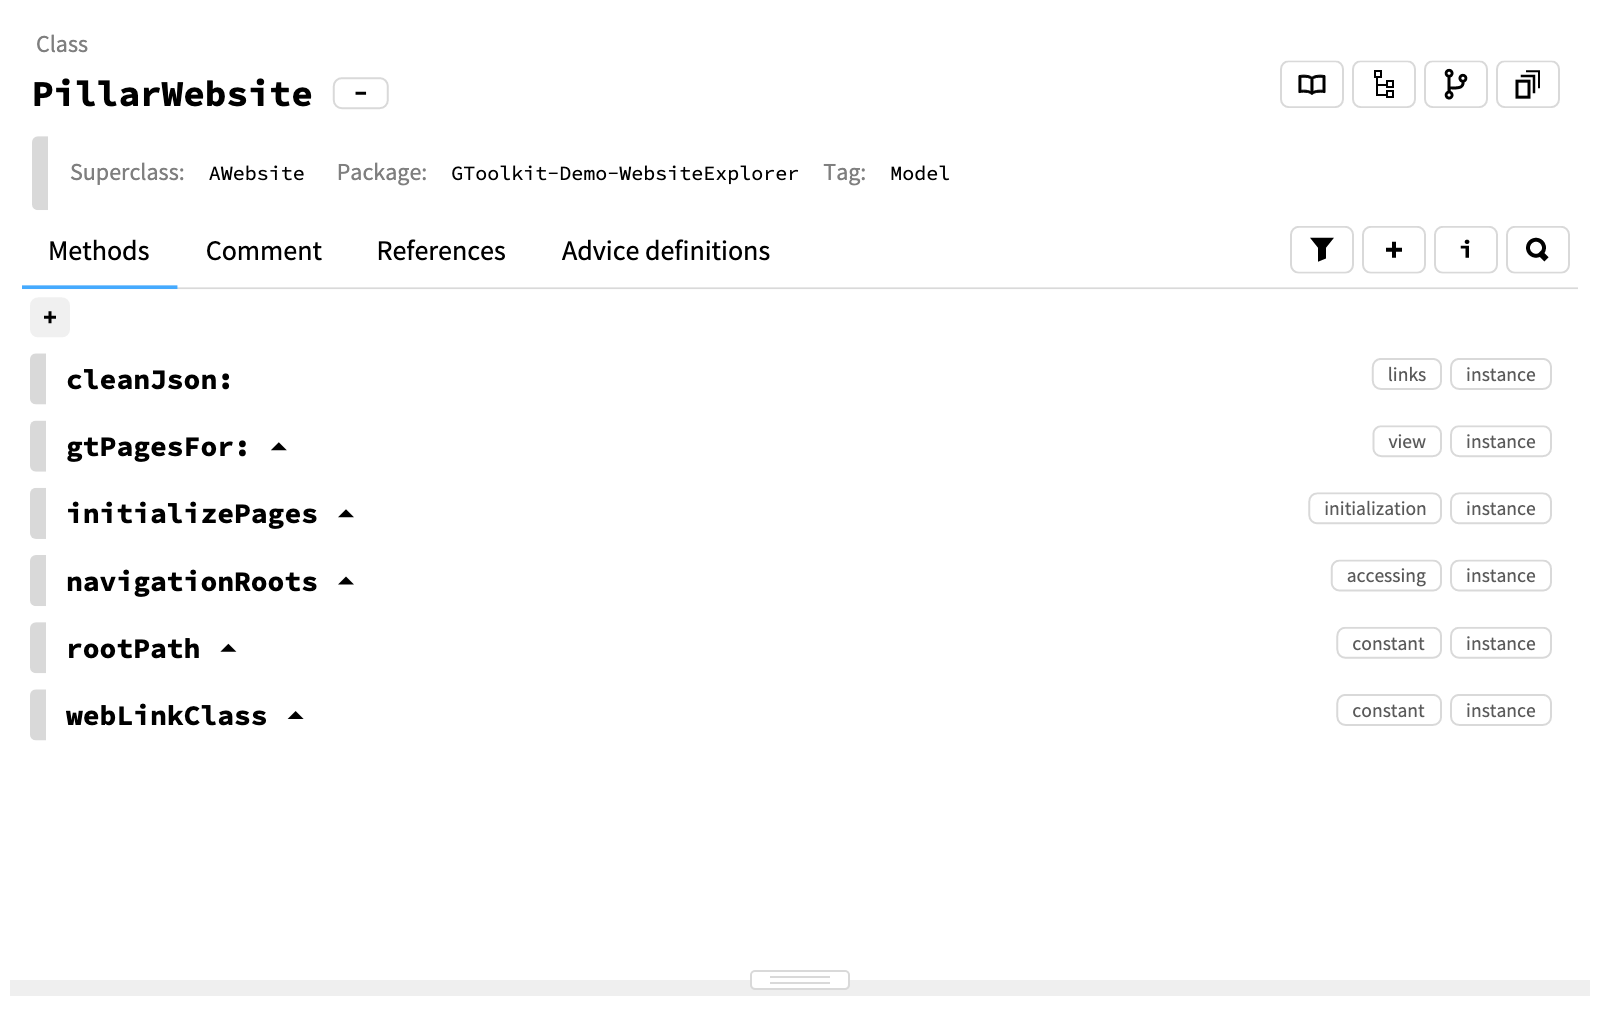 Class
PillarWebsite -
Superclass: AWebsite Package: GToolkit-Demo-WebsiteExplorer Tag: Model
Methods Comment References Advice definitions + i
+
cleanJson: links instance
gtPagesFor: view instance
initializePages initialization instance
navigationRoots accessing instance
rootPath constant instance
webLinkClass constant instance